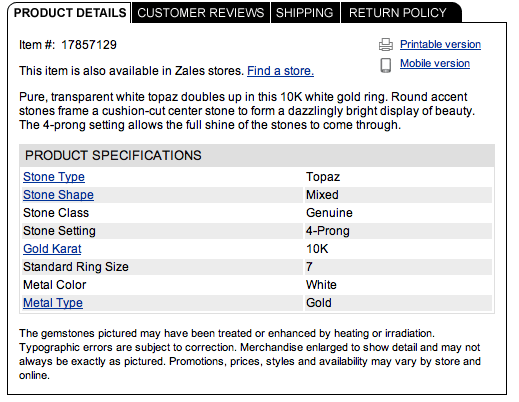 PRODUCT DETAILS CUSTOMER REVIEWS SHIPPING RETURN POLICY
Item #: 17857129
Printable version
This item is also available in Zales stores. Find a store.
Mobile version
Pure, transparent white topaz doubles up in this 10K white gold ring. Round accent
stones frame a cushion-cut center stone to form a dazzlingly bright display of beauty.
The 4-prong setting allows the full shine of the stones to come through.
PRODUCT SPECIFICATIONS
Stone Type Topaz
Stone Shape Mixed
Stone Class Genuine
Stone Setting 4-Prong
Gold Karat 10K
Standard Ring Size 7
Metal Color White
Metal Type Gold
The gemstones pictured may have been treated or enhanced by heating or irradiation.
Typographic errors are subject to correction. Merchandise enlarged to show detail and may not
always be exactly as pictured. Promotions, prices, styles and availability may vary by store and
online.